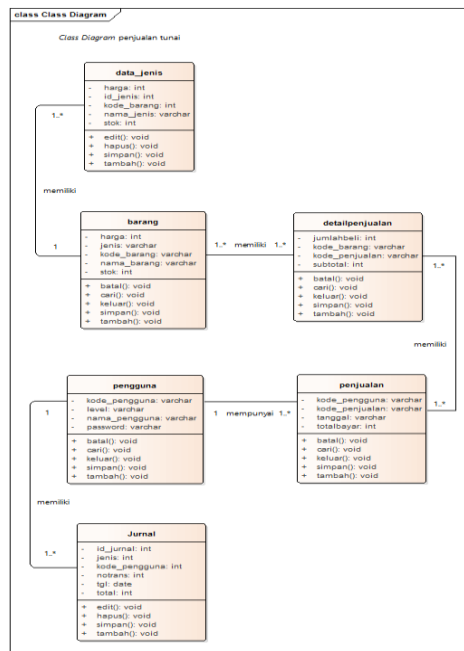 class Class Diagram
Class Diagram penjualan tunai
data_jenis
- harga: int
- id_jenis: int
- kode_barang: int
- nama_jenis: varchar
- stok: int
+ edit(): void
+ hapus(): void
+ simpan(): void
+ tambah(): void
1..*
memiliki
1
barang
- harga: int
- jenis: varchar
- kode_barang: varchar
- nama_barang: varchar
- stok: int
+ batal(): void
+ cari(): void
+ keluar(): void
+ simpan(): void
+ tambah(): void
1..* memiliki 1..*
detailpenjualan
- jumlahbeli: int
- kode_barang: varchar
- kode_penjualan: varchar
- subtotal: int
+ batal(): void
+ cari(): void
+ keluar(): void
+ simpan(): void
+ tambah(): void
1..*
memiliki
1..*
pengguna
- kode_pengguna: varchar
- level: varchar
- nama_pengguna: varchar
- password: varchar
+ batal(): void
+ cari(): void
+ keluar(): void
+ simpan(): void
+ tambah(): void
1 mempunyai 1..*
penjualan
- kode_pengguna: varchar
- kode_penjualan: varchar
- tanggal: varchar
- totalbayar: int
+ batal(): void
+ cari(): void
+ keluar(): void
+ simpan(): void
+ tambah(): void
1
memiliki
1..*
Jurnal
- id_jurnal: int
- jenis: int
- kode_pengguna: int
- notrans: int
- tgl: date
- total: int
+ edit(): void
+ hapus(): void
+ simpan(): void
+ tambah(): void